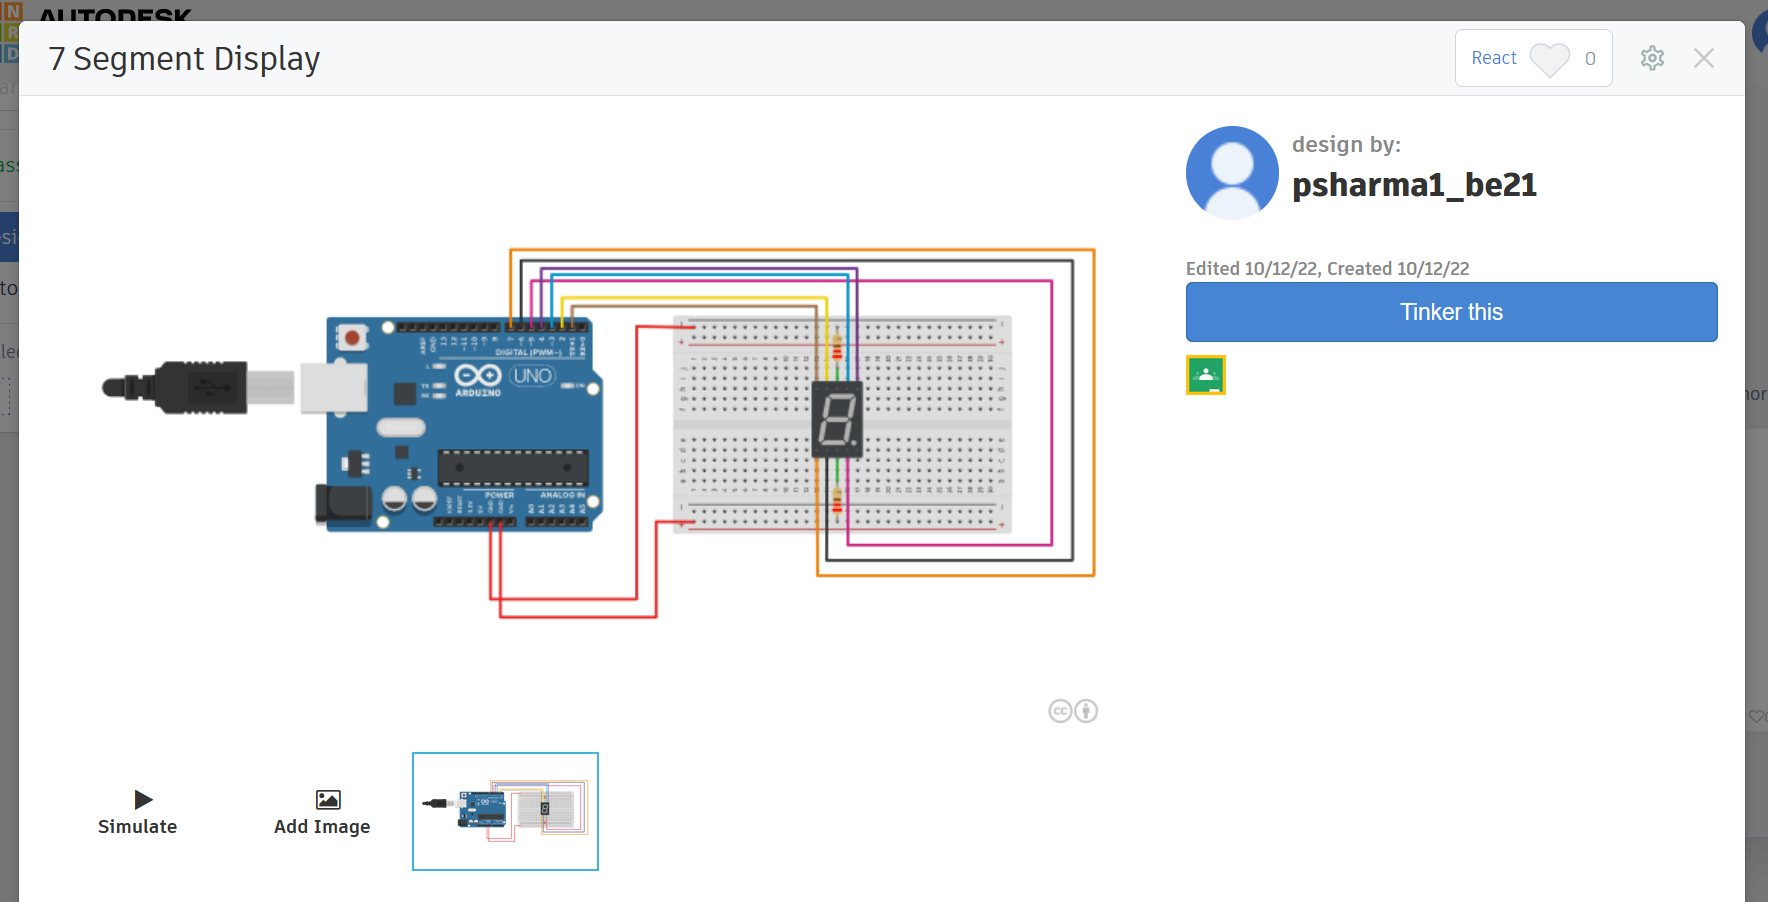 AUTODESK
7 Segment Display
React
0
design by:
psharma1_be21
Edited 10/12/22, Created 10/12/22
Tinker this
DIGITAL (PWM~)
UNO
ARDUINO
POWER
ANALOG IN
Simulate
Add Image